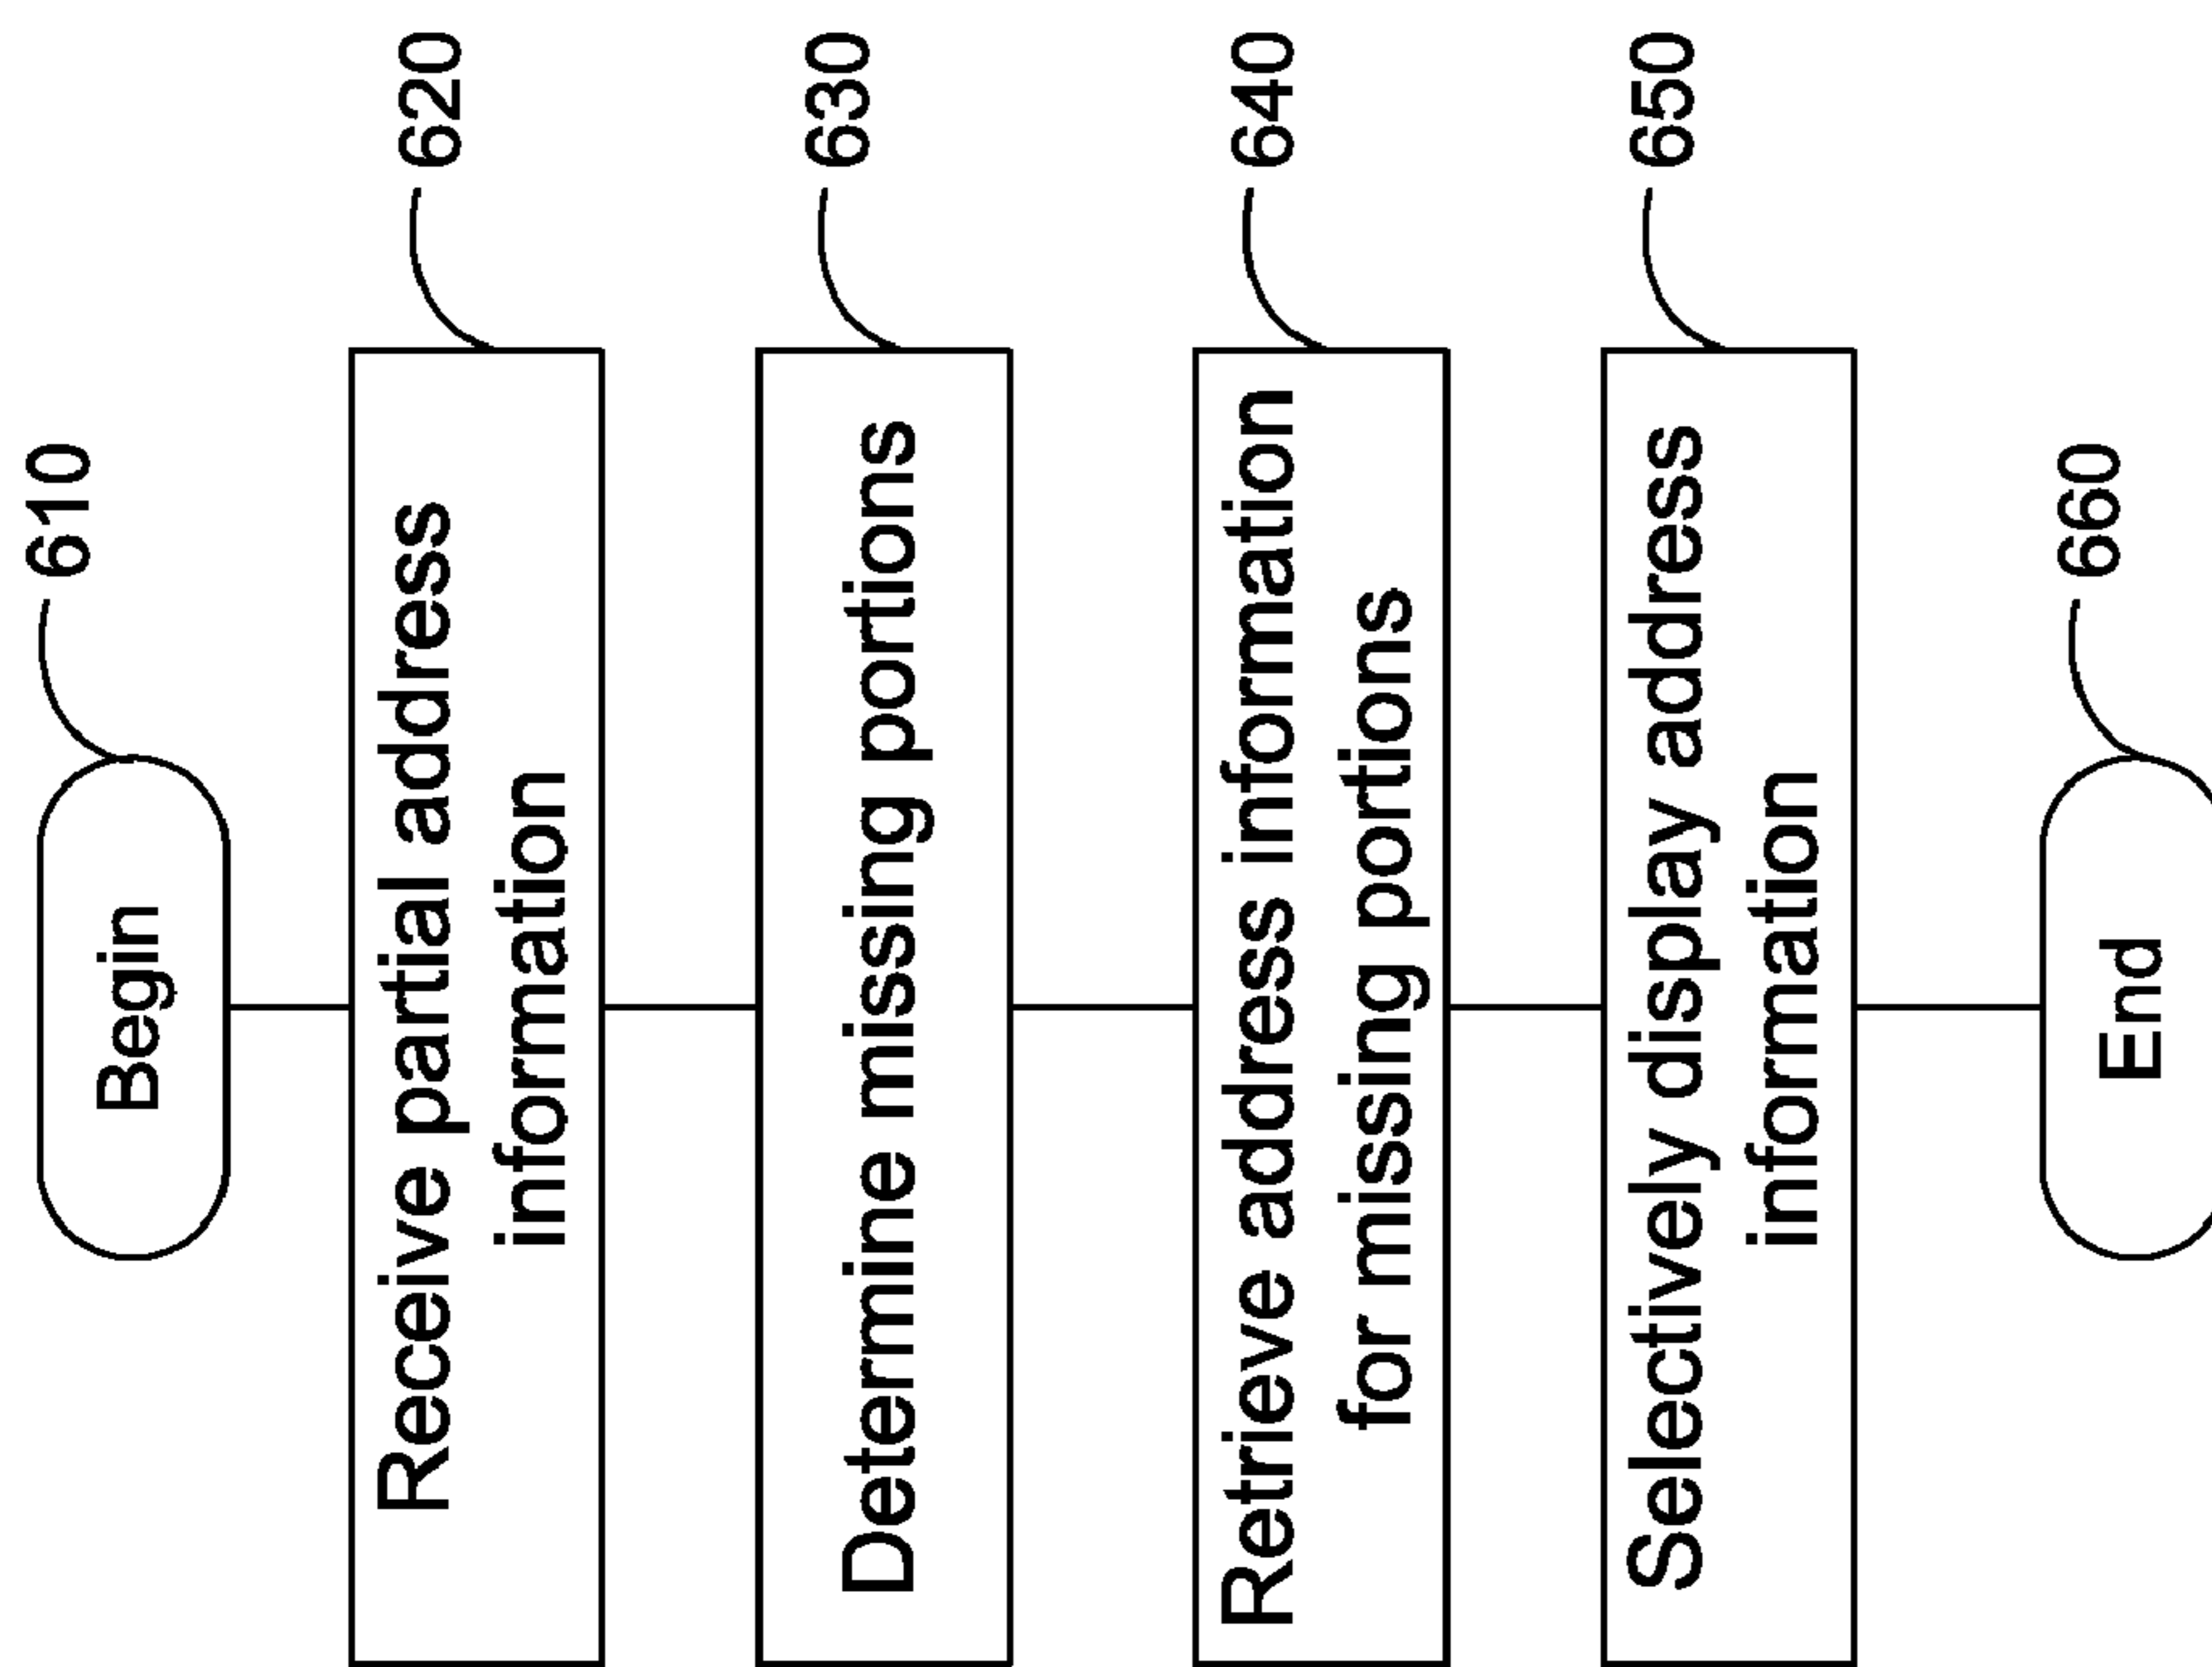 610
Begin
620
Receive partial address
information
630
Determine missing portions
640
Retrieve address information
for missing portions
650
Selectively display address
information
660
End